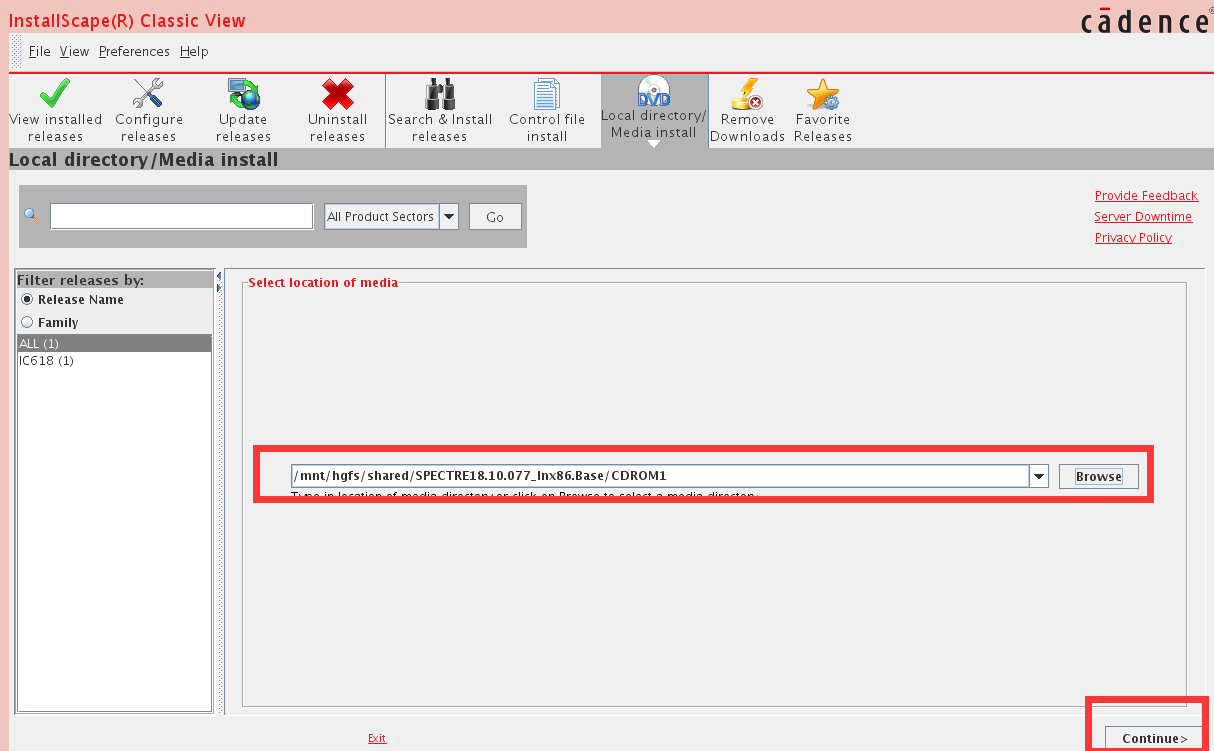 InstallScape(R) Classic View
cādence®
File View Preferences Help
View installed releases
Configure releases
Update releases
Uninstall releases
Search & Install releases
Control file install
DVD
Local directory/ Media install
Remove Downloads
Favorite Releases
Local directory/Media install
All Product Sectors
Go
Provide Feedback
Server Downtime
Privacy Policy
Filter releases by:
Release Name
Family
ALL (1)
IC618 (1)
Select location of media
/mnt/hgfs/shared/SPECTRE18.10.077_lnx86.Base/CDROM1
Browse
Type in location of media directory or click on Browse to select a media directory.
Exit
Continue>